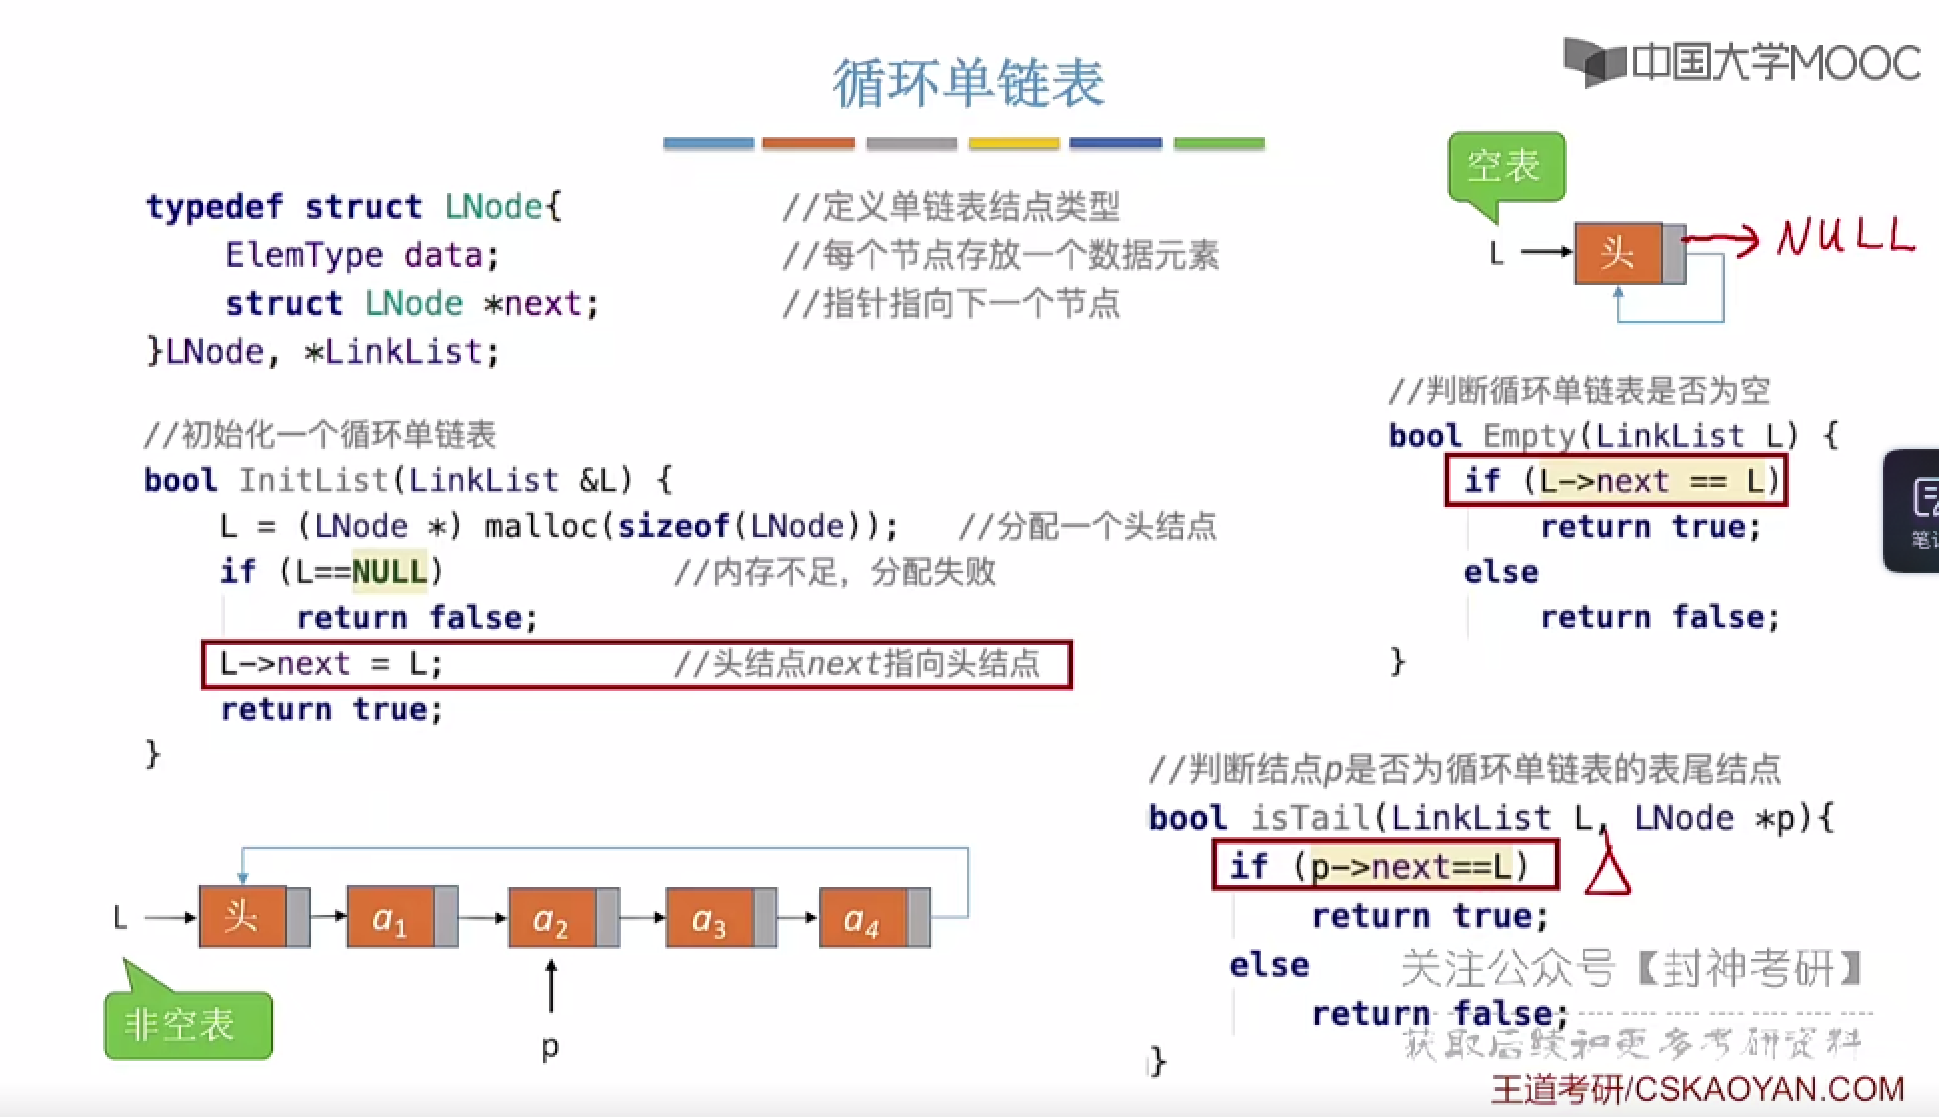 中国大学MOOC
循环单链表
typedef struct LNode{ //定义单链表结点类型
ElemType data; //每个节点存放一个数据元素
struct LNode *next; //指针指向下一个节点
}LNode, *LinkList;
//初始化一个循环单链表
bool InitList(LinkList &L) {
L = (LNode *) malloc(sizeof(LNode)); //分配一个头结点
if (L==NULL) //内存不足，分配失败
return false;
L->next = L; //头结点next指向头结点
return true;
}
空表
L 头 NULL
//判断循环单链表是否为空
bool Empty(LinkList L) {
if (L->next == L)
return true;
else
return false;
}
笔记
//判断结点p是否为循环单链表的表尾结点
bool isTail(LinkList L, LNode *p){
if (p->next==L)
return true;
else
return false;
}
L 头 a1 a2 a3 a4
非空表
p
关注公众号【封神考研】
获取后续和更多考研资料
王道考研/CSKAOYAN.COM